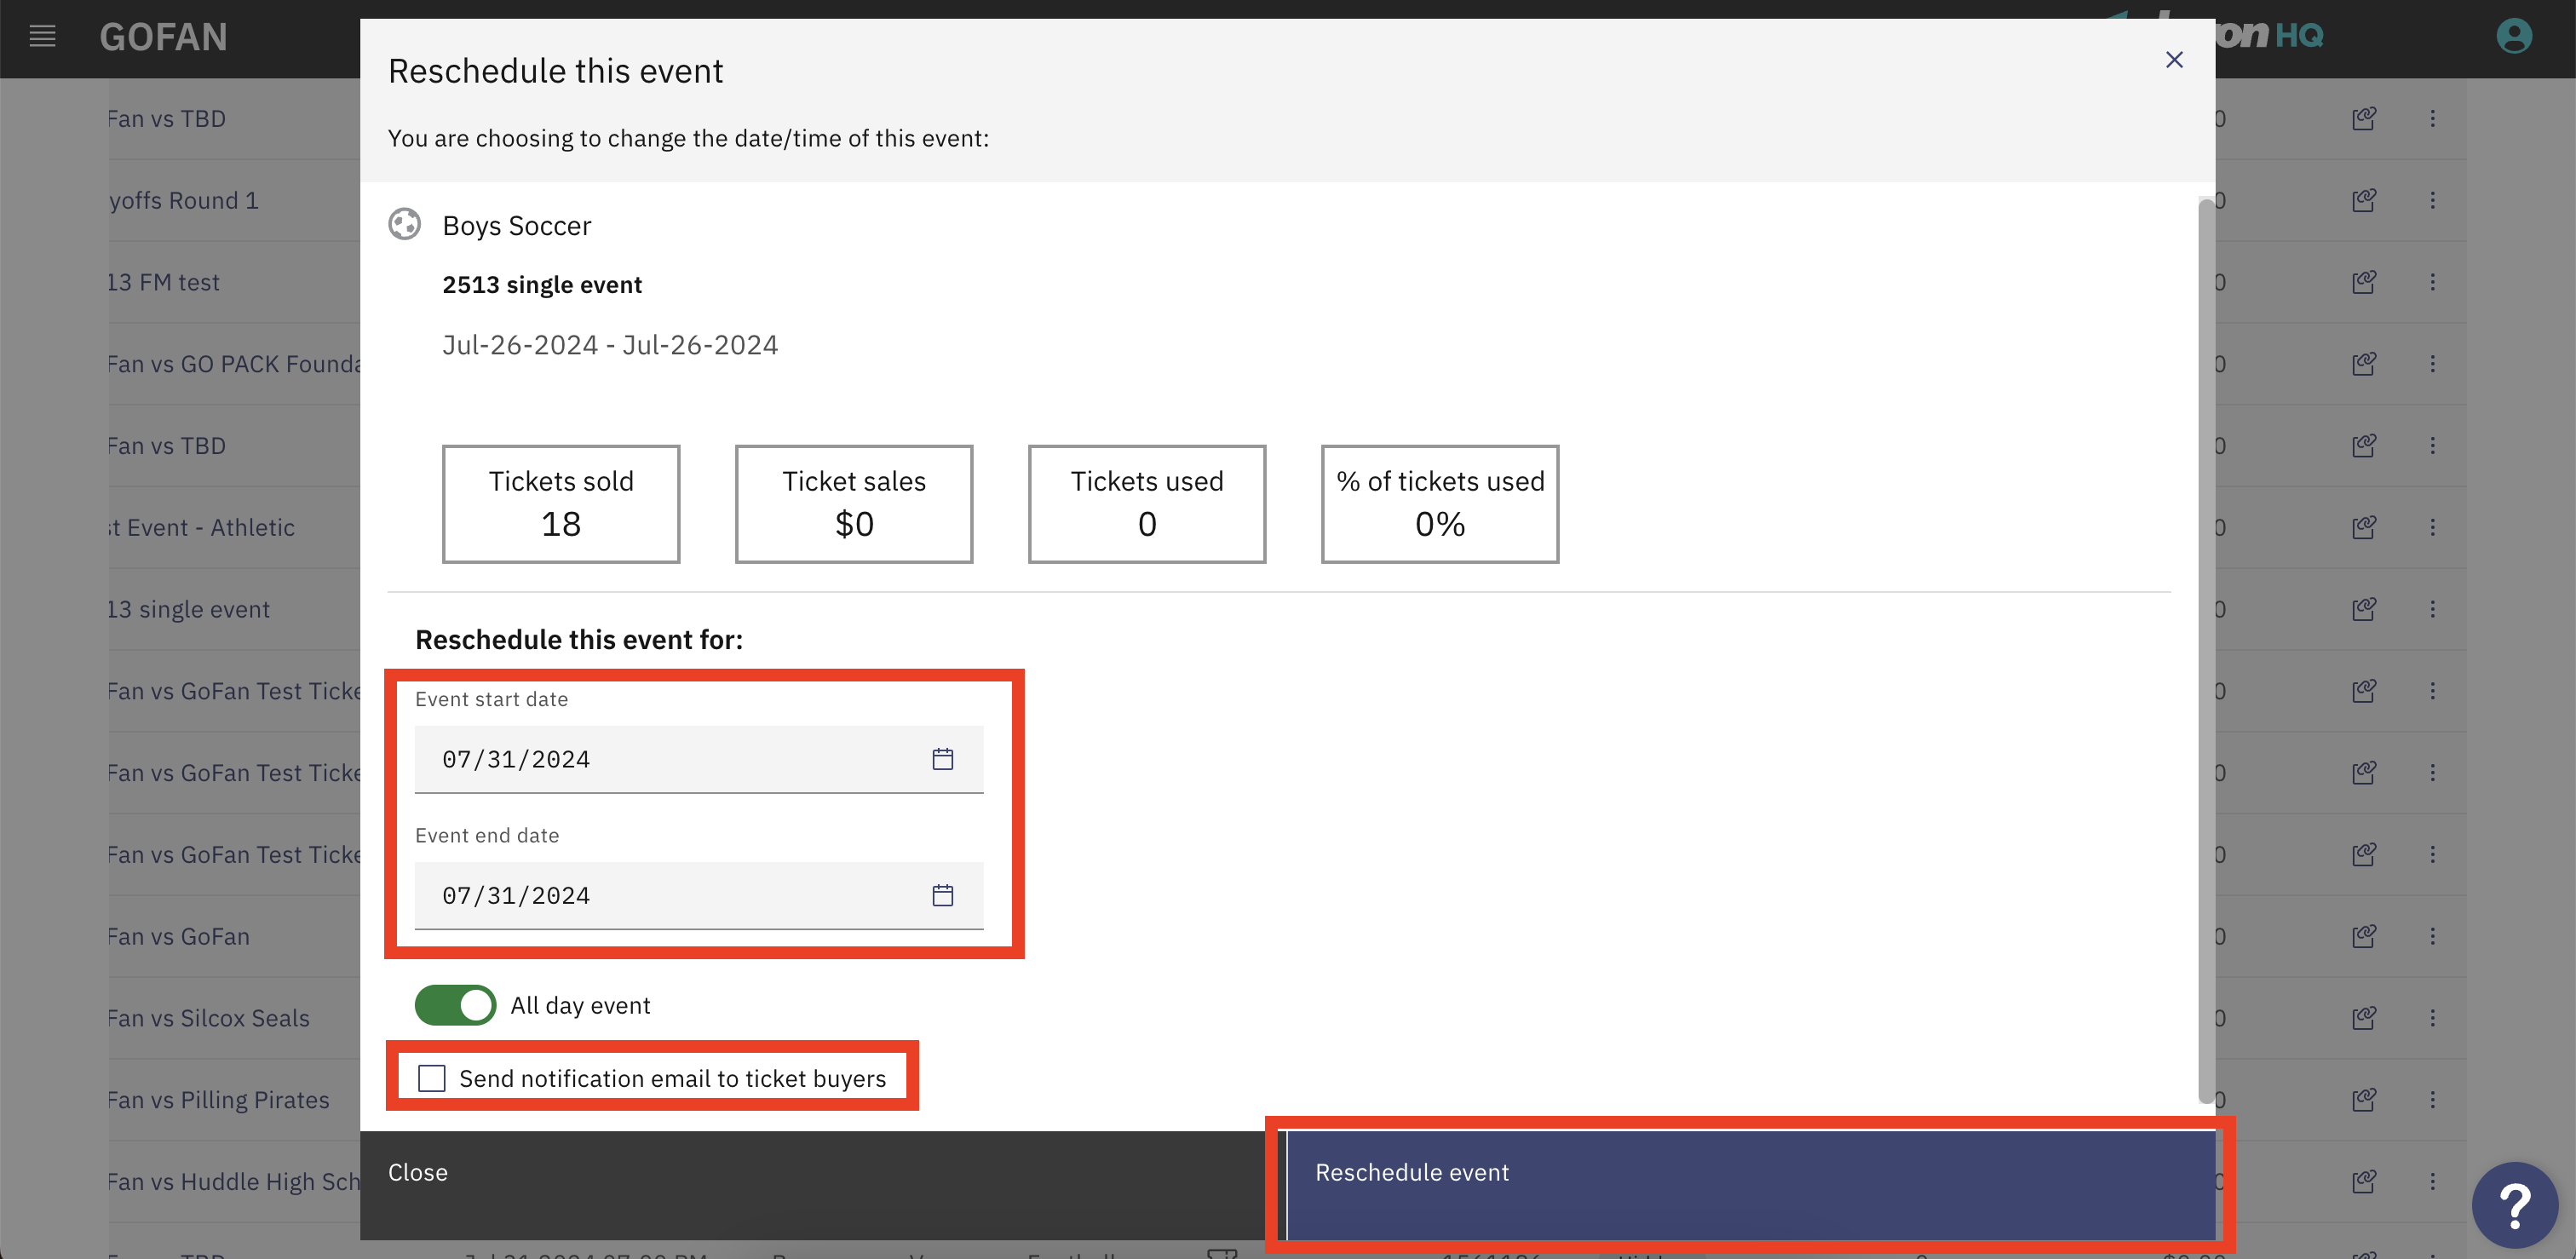 GOFAN
on HQ
Reschedule this event
You are choosing to change the date/time of this event:
Boys Soccer
2513 single event
Jul-26-2024 - Jul-26-2024
Tickets sold
18
Ticket sales
$0
Tickets used
0
% of tickets used
0%
Reschedule this event for:
Event start date
07/31/2024
Event end date
07/31/2024
All day event
Send notification email to ticket buyers
Close
Reschedule event
Fan vs TBD
yoffs Round 1
13 FM test
Fan vs GO PACK Founda
Fan vs TBD
st Event - Athletic
13 single event
Fan vs GoFan Test Ticke
Fan vs GoFan Test Ticke
Fan vs GoFan Test Ticke
Fan vs GoFan
Fan vs Silcox Seals
Fan vs Pilling Pirates
Fan vs Huddle High Sch
?